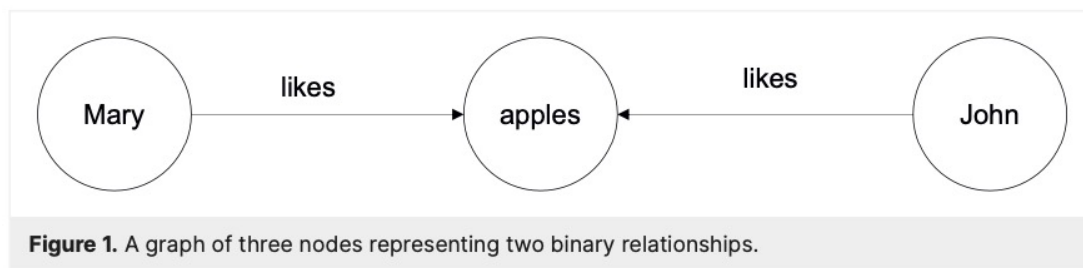 likes
likes
Mary
apples
John
Figure 1. A graph of three nodes representing two binary relationships.